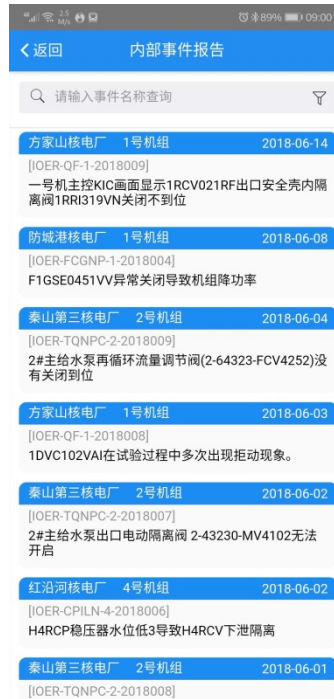 2.5 M/s
89% 09:00
返回 内部事件报告
请输入事件名称查询
方家山核电厂 1号机组 2018-06-14
[IOER-QF-1-2018009]
一号机主控KIC画面显示1RCV021RF出口安全壳内隔
离阀1RRI319VN关闭不到位
防城港核电厂 1号机组 2018-06-08
[IOER-FCGNP-1-2018004]
F1GSE0451VV异常关闭导致机组降功率
秦山第三核电厂 2号机组 2018-06-04
[IOER-TQNPC-2-2018009]
2#主给水泵再循环流量调节阀(2-64323-FCV4252)没
有关闭到位
方家山核电厂 1号机组 2018-06-03
[IOER-QF-1-2018008]
1DVC102VAI在试验过程中多次出现拒动现象。
秦山第三核电厂 2号机组 2018-06-02
[IOER-TQNPC-2-2018007]
2#主给水泵出口电动隔离阀 2-43230-MV4102无法
开启
红沿河核电厂 4号机组 2018-06-02
[IOER-CPILN-4-2018006]
H4RCP稳压器水位低3导致H4RCV下泄隔离
秦山第三核电厂 2号机组 2018-06-01
[IOER-TQNPC-2-2018008]